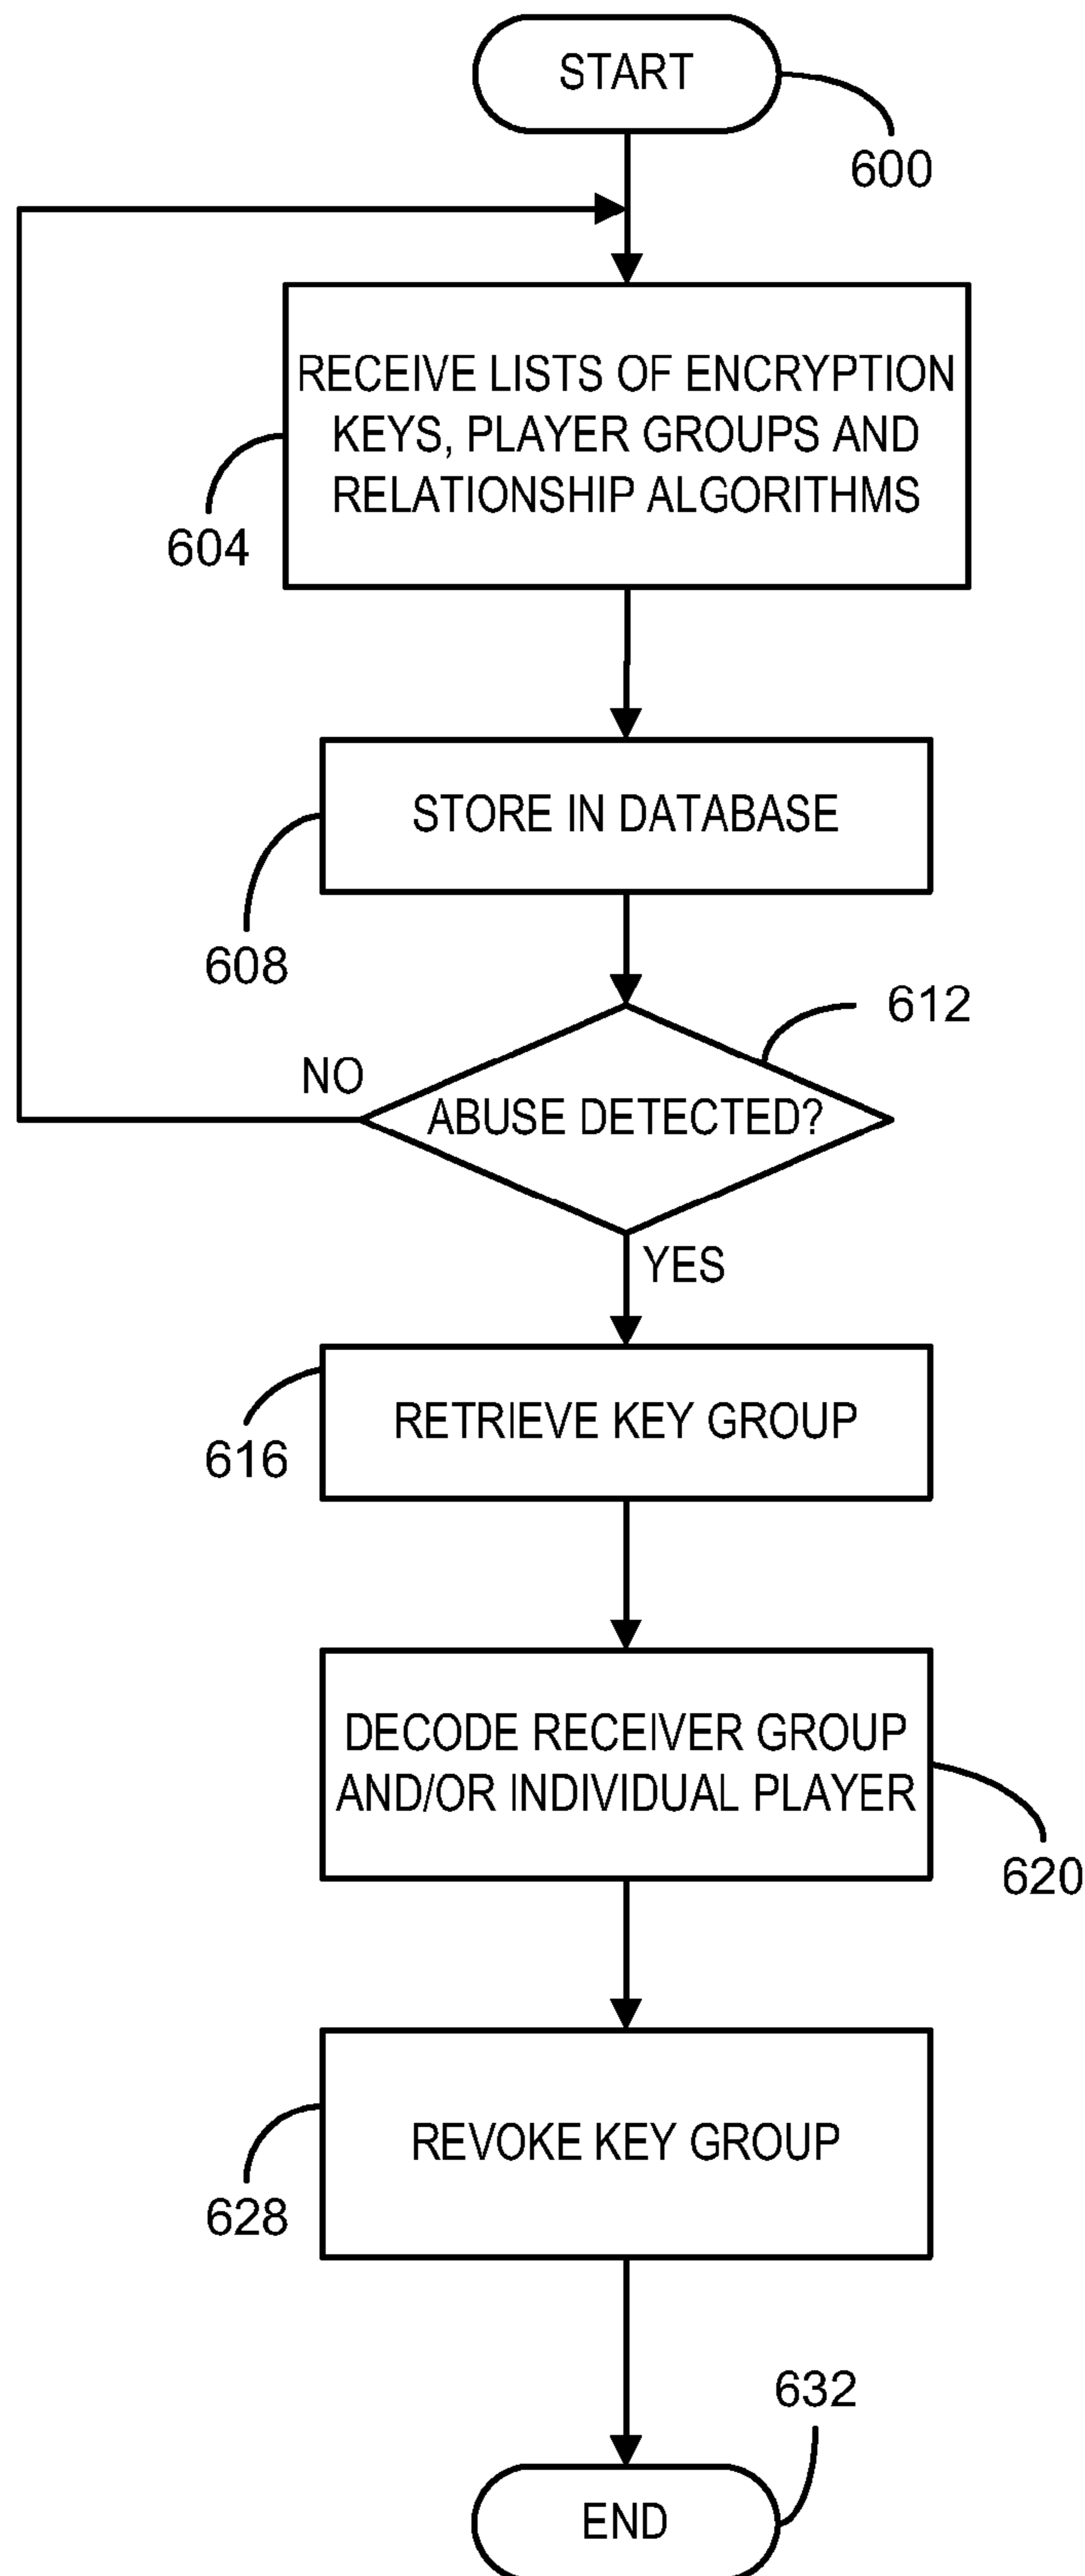 START
600
RECEIVE LISTS OF ENCRYPTION
KEYS, PLAYER GROUPS AND
RELATIONSHIP ALGORITHMS
604
STORE IN DATABASE
608
612
NO
ABUSE DETECTED?
YES
RETRIEVE KEY GROUP
616
DECODE RECEIVER GROUP
AND/OR INDIVIDUAL PLAYER
620
REVOKE KEY GROUP
628
632
END